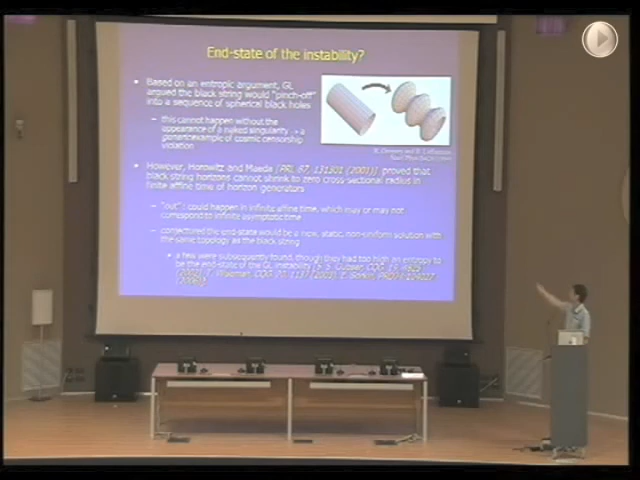 End-state of the instability?
Based on an entropic argument, GL
argued the black string would "pinch-off"
into a sequence of spherical black holes
– this cannot happen without the
appearance of a naked singularity → a
generic example of cosmic censorship
violation
However, Horowitz and Maeda [PRL 87, 131301 (2001)] proved that
black string horizons cannot shrink to zero cross-sectional radius in
finite affine time of horizon generators
– "out": could happen in infinite affine time, which may or may not
correspond to infinite asymptotic time
– conjectured the end-state would be a new, static, non-uniform solution with
the same topology as the black string
a few were subsequently found, though they had too high an entropy to
be the end-state of the GL instability